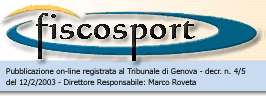 fiscosport
Pubblicazione on-line registrata al Tribunale di Genova - decr. n. 4/5
del 12/2/2003 - Direttore Responsabile: Marco Roveta